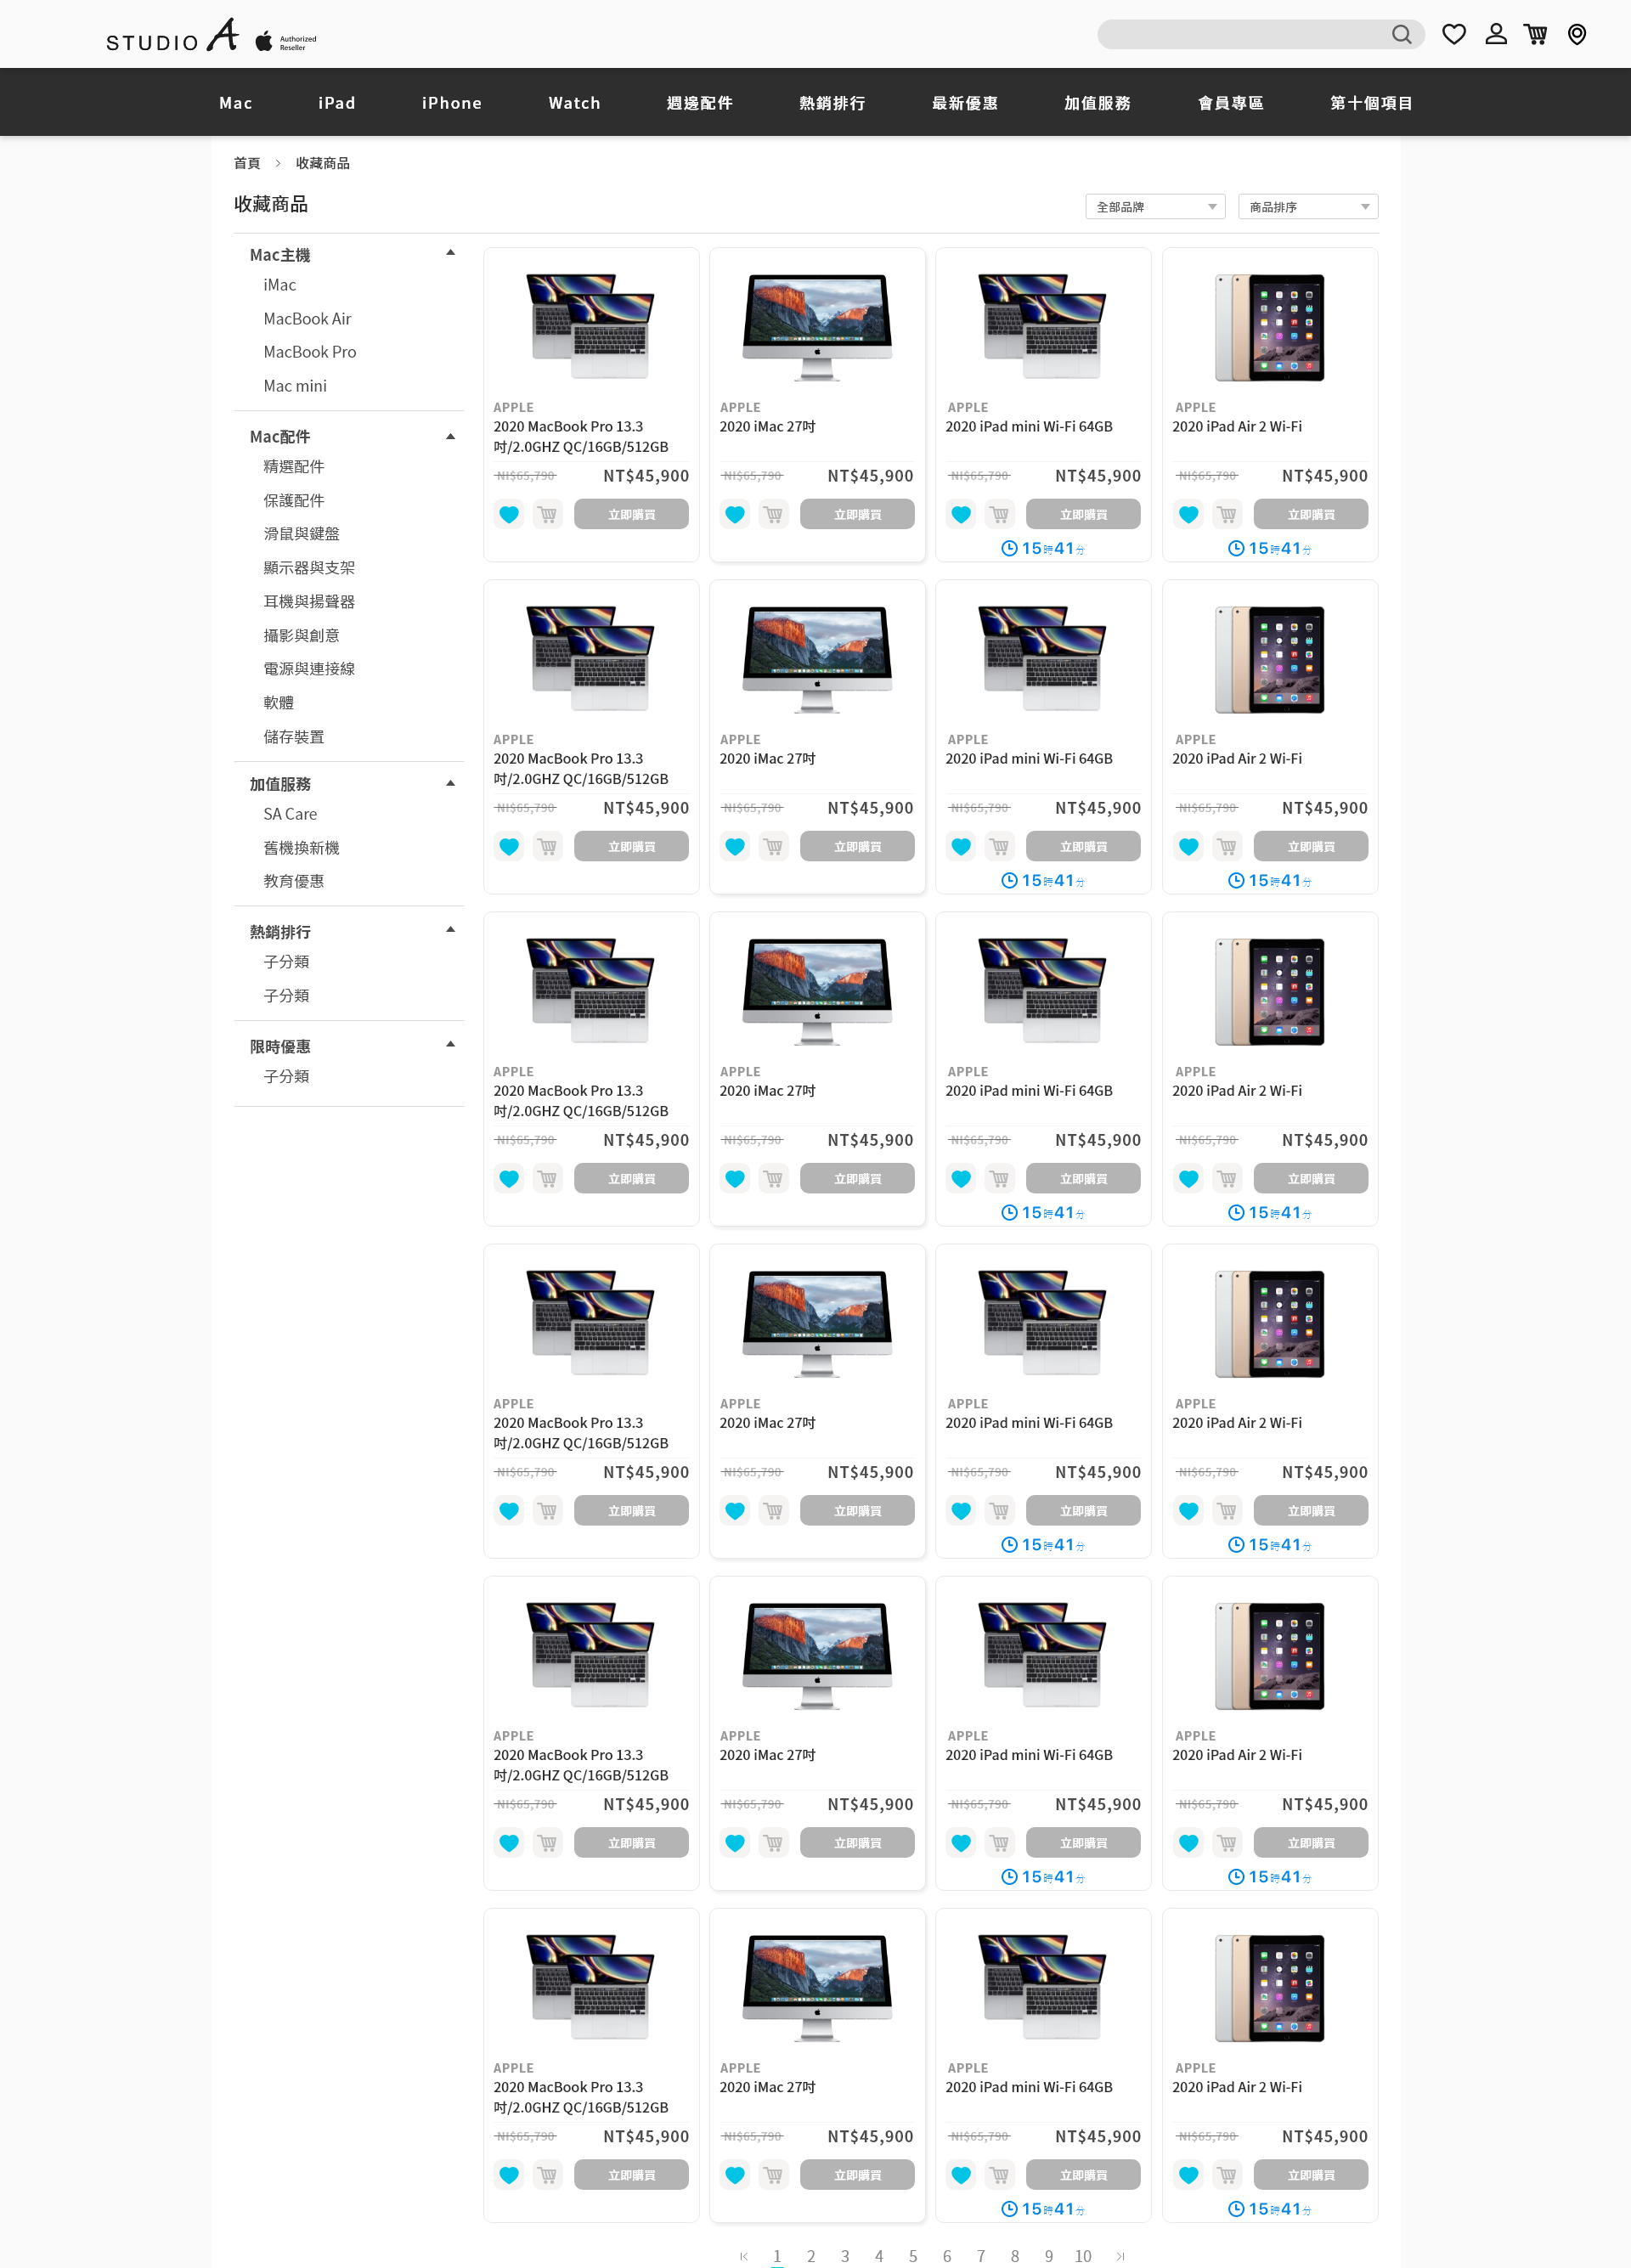 STUDIO A Authorized
Reseller
Mac iPad iPhone Watch 週邊配件 熱銷排行 最新優惠 加值服務 會員專區 第十個項目
首頁 › 收藏商品
收藏商品
全部品牌 商品排序
Mac主機
iMac
MacBook Air
MacBook Pro
Mac mini
Mac配件
精選配件
保護配件
滑鼠與鍵盤
顯示器與支架
耳機與揚聲器
攝影與創意
電源與連接線
軟體
儲存裝置
加值服務
SA Care
舊機換新機
教育優惠
熱銷排行
子分類
子分類
限時優惠
子分類
APPLE APPLE APPLE APPLE
2020 MacBook Pro 13.3 2020 iMac 27吋 2020 iPad mini Wi-Fi 64GB 2020 iPad Air 2 Wi-Fi
吋/2.0GHZ QC/16GB/512GB
NT$65,790 NT$45,900 NT$65,790 NT$45,900 NT$65,790 NT$45,900 NT$65,790 NT$45,900
立即購買 立即購買 立即購買 立即購買
15時41分 15時41分
APPLE APPLE APPLE APPLE
2020 MacBook Pro 13.3 2020 iMac 27吋 2020 iPad mini Wi-Fi 64GB 2020 iPad Air 2 Wi-Fi
吋/2.0GHZ QC/16GB/512GB
NT$65,790 NT$45,900 NT$65,790 NT$45,900 NT$65,790 NT$45,900 NT$65,790 NT$45,900
立即購買 立即購買 立即購買 立即購買
15時41分 15時41分
APPLE APPLE APPLE APPLE
2020 MacBook Pro 13.3 2020 iMac 27吋 2020 iPad mini Wi-Fi 64GB 2020 iPad Air 2 Wi-Fi
吋/2.0GHZ QC/16GB/512GB
NT$65,790 NT$45,900 NT$65,790 NT$45,900 NT$65,790 NT$45,900 NT$65,790 NT$45,900
立即購買 立即購買 立即購買 立即購買
15時41分 15時41分
APPLE APPLE APPLE APPLE
2020 MacBook Pro 13.3 2020 iMac 27吋 2020 iPad mini Wi-Fi 64GB 2020 iPad Air 2 Wi-Fi
吋/2.0GHZ QC/16GB/512GB
NT$65,790 NT$45,900 NT$65,790 NT$45,900 NT$65,790 NT$45,900 NT$65,790 NT$45,900
立即購買 立即購買 立即購買 立即購買
15時41分 15時41分
APPLE APPLE APPLE APPLE
2020 MacBook Pro 13.3 2020 iMac 27吋 2020 iPad mini Wi-Fi 64GB 2020 iPad Air 2 Wi-Fi
吋/2.0GHZ QC/16GB/512GB
NT$65,790 NT$45,900 NT$65,790 NT$45,900 NT$65,790 NT$45,900 NT$65,790 NT$45,900
立即購買 立即購買 立即購買 立即購買
15時41分 15時41分
APPLE APPLE APPLE APPLE
2020 MacBook Pro 13.3 2020 iMac 27吋 2020 iPad mini Wi-Fi 64GB 2020 iPad Air 2 Wi-Fi
吋/2.0GHZ QC/16GB/512GB
NT$65,790 NT$45,900 NT$65,790 NT$45,900 NT$65,790 NT$45,900 NT$65,790 NT$45,900
立即購買 立即購買 立即購買 立即購買
15時41分 15時41分
1 2 3 4 5 6 7 8 9 10